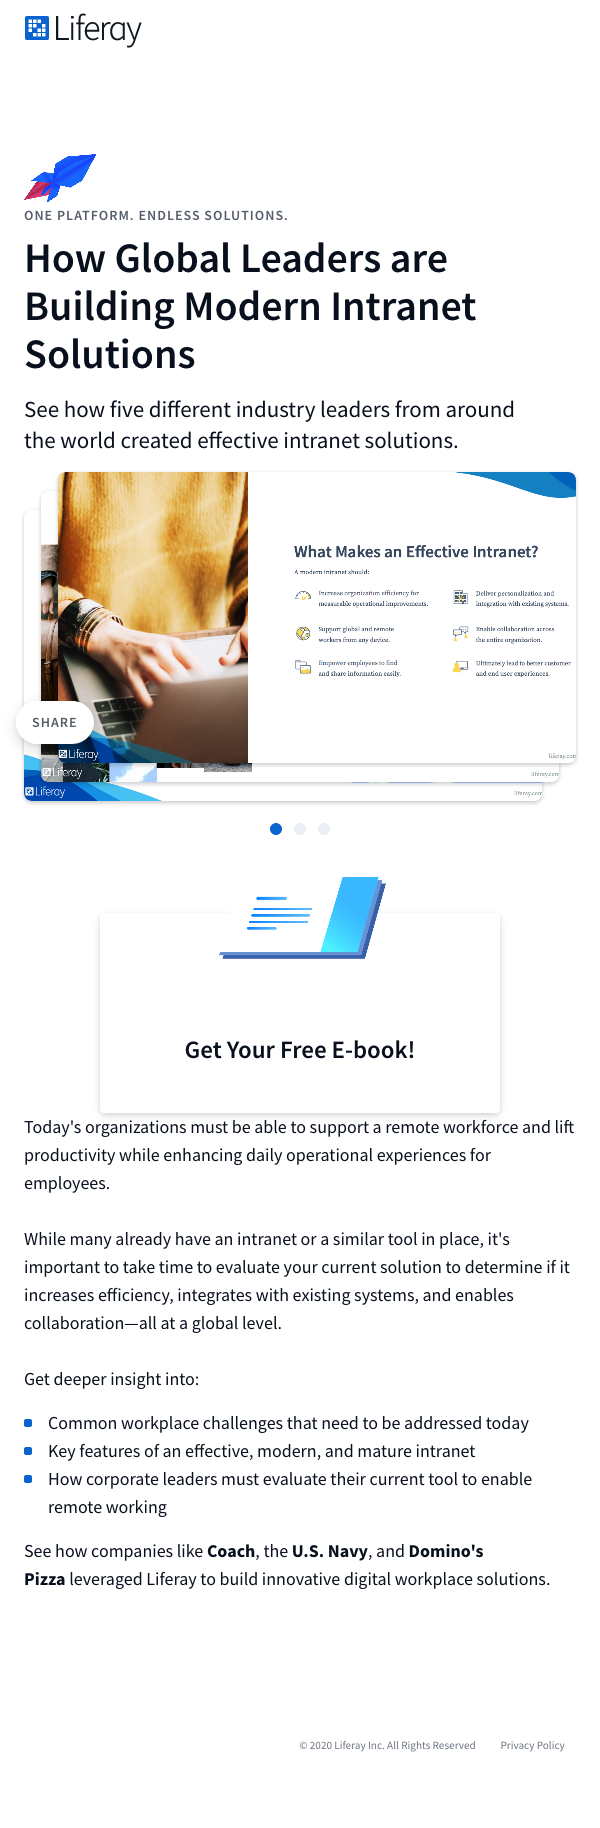 Liferay
ONE PLATFORM. ENDLESS SOLUTIONS.
How Global Leaders are
Building Modern Intranet
Solutions
See how five different industry leaders from around
the world created effective intranet solutions.
What Makes an Effective Intranet?
A modern intranet should:
Increase organization efficiency for
measurable operational improvements.
Deliver personalization and
integration with existing systems.
Support global and remote
workers from any device.
Enable collaboration across
the entire organization.
Empower employees to find
and share information easily.
Ultimately lead to better customer
and end user experiences.
SHARE
Liferay
liferay.com
Liferay
liferay.com
Liferay
liferay.com
Get Your Free E-book!
Today's organizations must be able to support a remote workforce and lift
productivity while enhancing daily operational experiences for
employees.
While many already have an intranet or a similar tool in place, it's
important to take time to evaluate your current solution to determine if it
increases efficiency, integrates with existing systems, and enables
collaboration—all at a global level.
Get deeper insight into:
Common workplace challenges that need to be addressed today
Key features of an effective, modern, and mature intranet
How corporate leaders must evaluate their current tool to enable
remote working
See how companies like Coach, the U.S. Navy, and Domino's
Pizza leveraged Liferay to build innovative digital workplace solutions.
© 2020 Liferay Inc. All Rights Reserved Privacy Policy